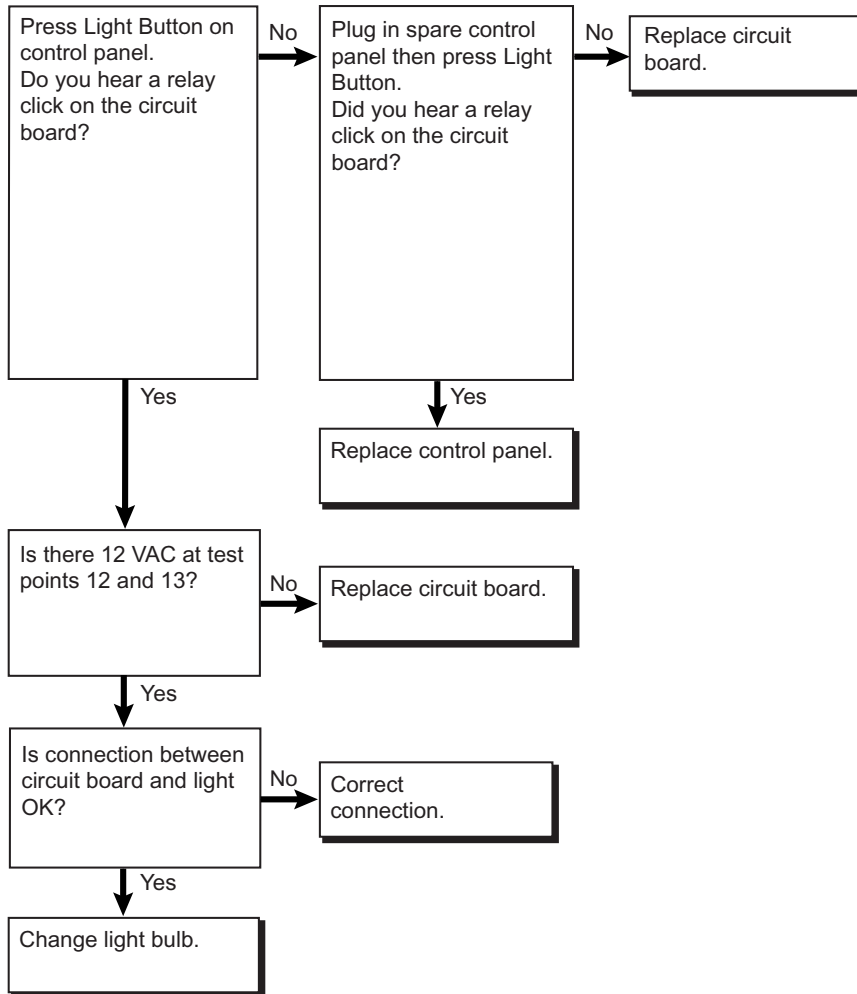 Press Light Button on
control panel.
Do you hear a relay
click on the circuit
board?
No
Plug in spare control
panel then press Light
Button.
Did you hear a relay
click on the circuit
board?
No
Replace circuit
board.
Yes
Yes
Replace control panel.
Is there 12 VAC at test
points 12 and 13?
No
Replace circuit board.
Yes
Is connection between
circuit board and light
OK?
No
Correct
connection.
Yes
Change light bulb.